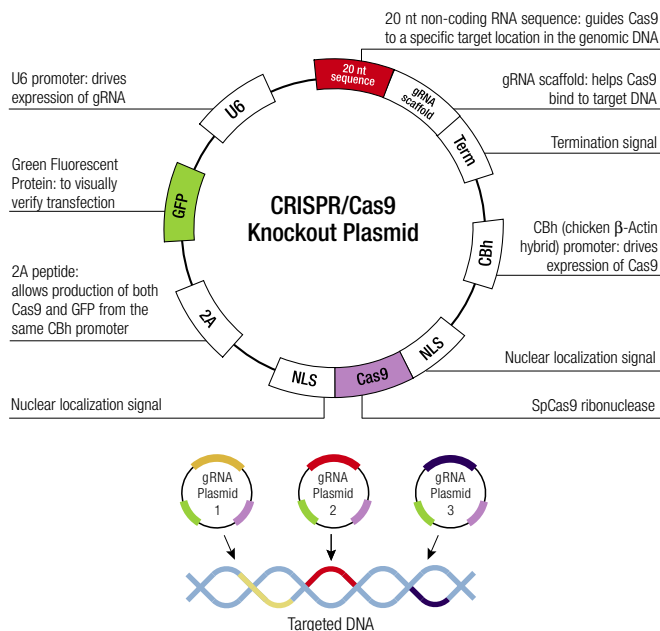 20 nt non-coding RNA sequence: guides Cas9
to a specific target location in the genomic DNA
U6 promoter: drives
expression of gRNA
20 nt
sequence
gRNA
scaffold
Term
U6
gRNA scaffold: helps Cas9
bind to target DNA
Termination signal
Green Fluorescent
Protein: to visually
verify transfection
GFP
CRISPR/Cas9
Knockout Plasmid
CBh
CBh (chicken β-Actin
hybrid) promoter: drives
expression of Cas9
2A peptide:
allows production of both
Cas9 and GFP from the
same CBh promoter
2A
NLS
Cas9
NLS
Nuclear localization signal
Nuclear localization signal
SpCas9 ribonuclease
gRNA
Plasmid
1
gRNA
Plasmid
2
gRNA
Plasmid
3
Targeted DNA